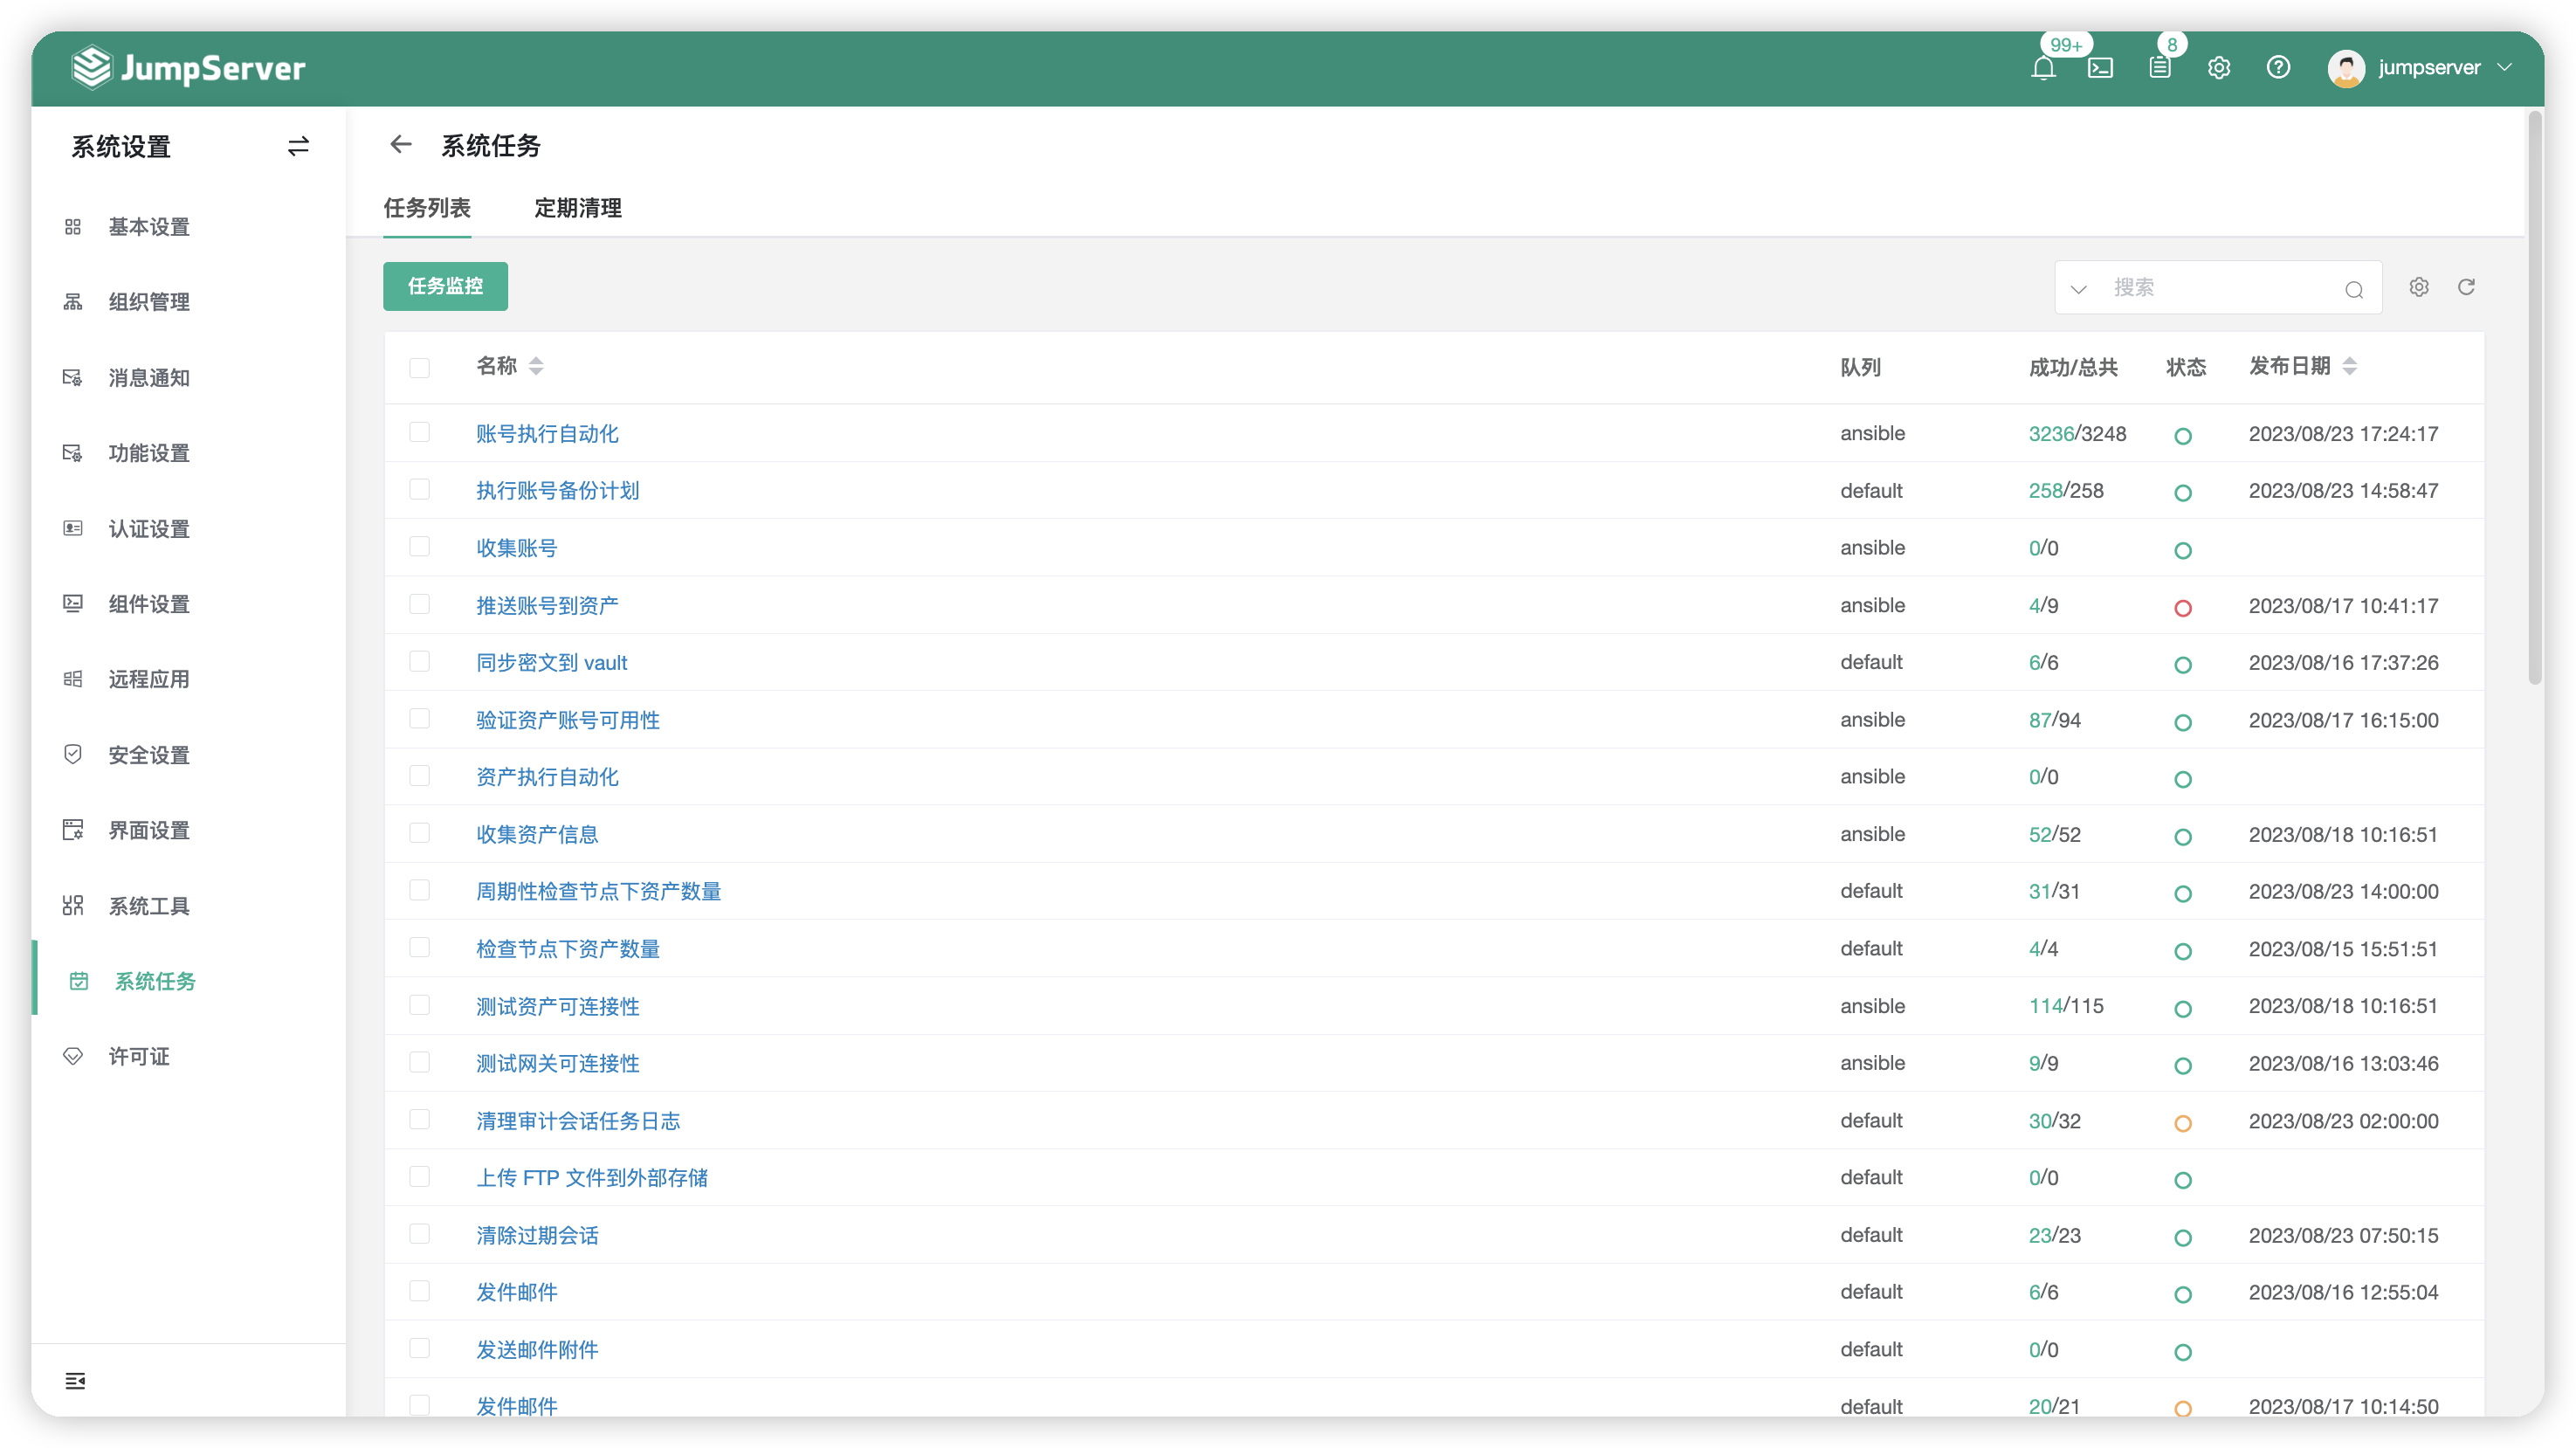 JumpServer
99+
8
jumpserver
系统设置
基本设置
组织管理
消息通知
功能设置
认证设置
组件设置
远程应用
安全设置
界面设置
系统工具
系统任务
许可证
系统任务
任务列表 定期清理
任务监控
搜索
名称 队列 成功/总共 状态 发布日期
账号执行自动化 ansible 3236/3248 2023/08/23 17:24:17
执行账号备份计划 default 258/258 2023/08/23 14:58:47
收集账号 ansible 0/0
推送账号到资产 ansible 4/9 2023/08/17 10:41:17
同步密文到 vault default 6/6 2023/08/16 17:37:26
验证资产账号可用性 ansible 87/94 2023/08/17 16:15:00
资产执行自动化 ansible 0/0
收集资产信息 ansible 52/52 2023/08/18 10:16:51
周期性检查节点下资产数量 default 31/31 2023/08/23 14:00:00
检查节点下资产数量 default 4/4 2023/08/15 15:51:51
测试资产可连接性 ansible 114/115 2023/08/18 10:16:51
测试网关可连接性 ansible 9/9 2023/08/16 13:03:46
清理审计会话任务日志 default 30/32 2023/08/23 02:00:00
上传 FTP 文件到外部存储 default 0/0
清除过期会话 default 23/23 2023/08/23 07:50:15
发件邮件 default 6/6 2023/08/16 12:55:04
发送邮件附件 default 0/0
发件邮件 default 20/21 2023/08/17 10:14:50